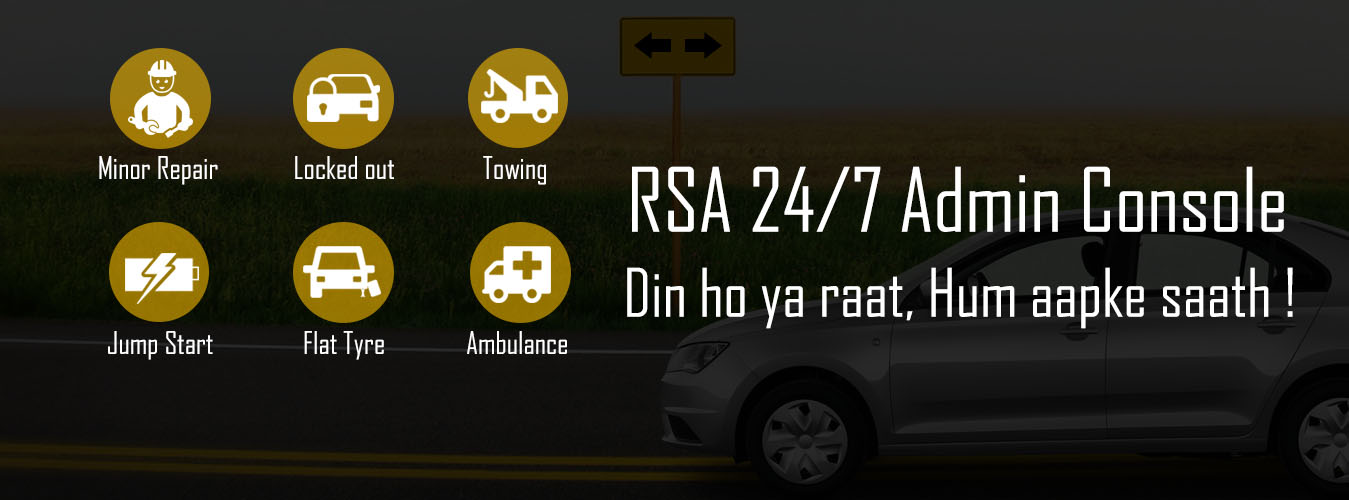 Minor Repair
Locked out
Towing
Jump Start
Flat Tyre
Ambulance
RSA 24/7 Admin Console
Din ho ya raat, Hum aapke saath !